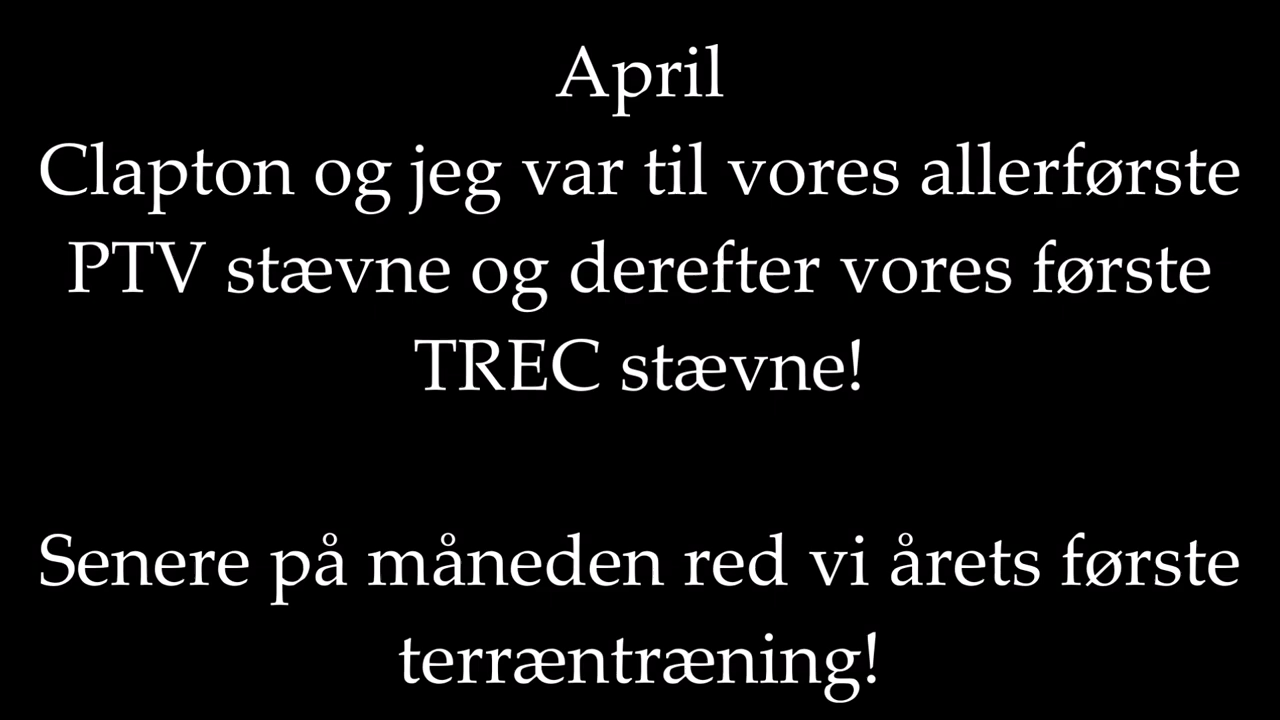 April
Clapton og jeg var til vores allerførste
PTV stævne og derefter vores første
TREC stævne!
Senere på måneden red vi årets første
terræntræning!